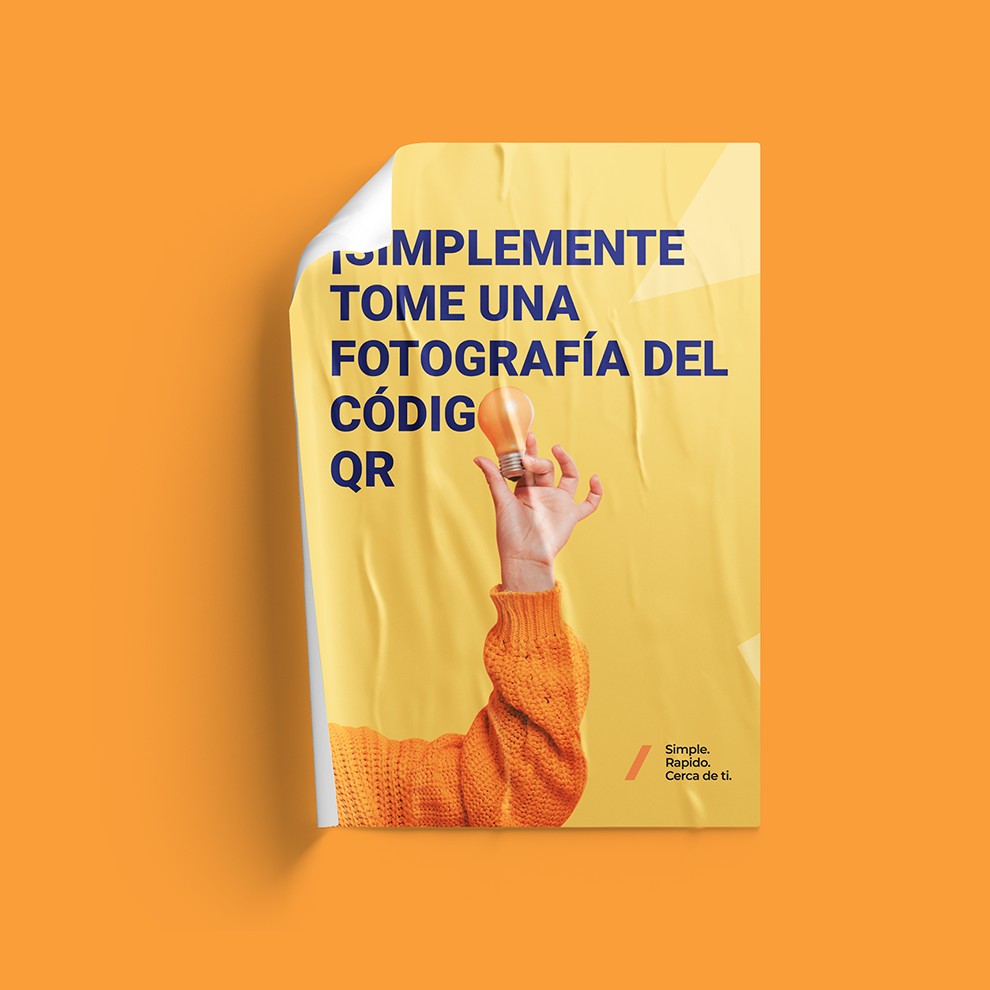 ¡SIMPLEMENTE
TOME UNA
FOTOGRAFÍA DEL
CÓDIG
QR
Simple.
Rapido.
Cerca de ti.